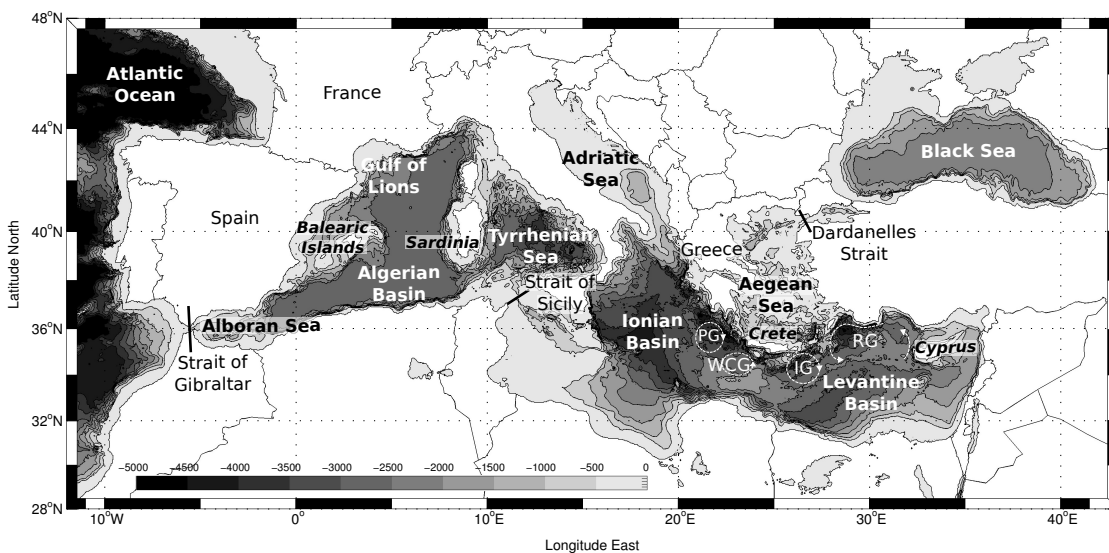 48°N
44°N
40°N
36°N
32°N
28°N
Latitude North
Atlantic
Ocean
France
Gulf of
Lions
Adriatic
Sea
Black Sea
Spain
Balearic
Islands
Sardinia
Tyrrhenian
Sea
Greece
Dardanelles
Strait
Algerian
Basin
Strait of
Sicily
Aegean
Sea
Alboran Sea
Ionian
Basin
PG
Crete
RG
Cyprus
Strait of
Gibraltar
WCG
IG
Levantine
Basin
−5000 −4500 −4000 −3500 −3000 −2500 −2000 −1500 −1000 −500 0
10°W 0° 10°E 20°E 30°E 40°E
Longitude East